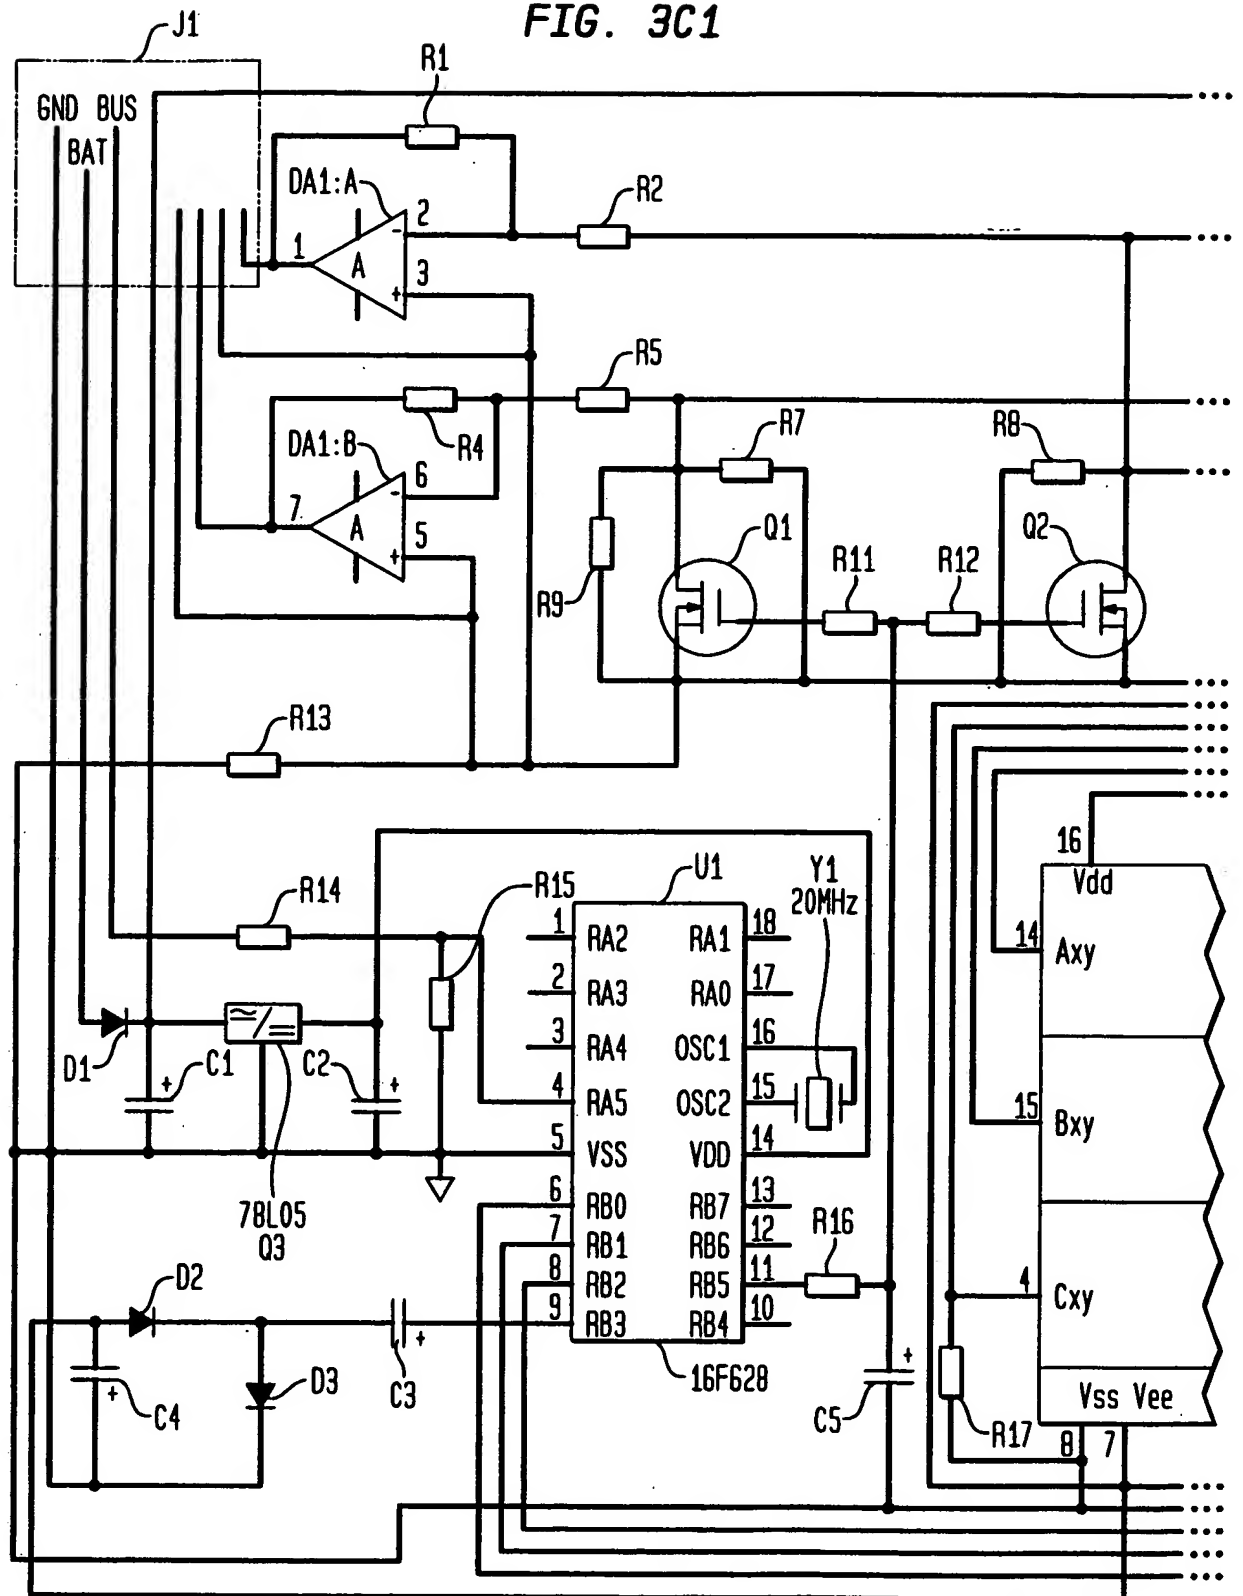 FIG. 3C1
J1
R1
GND BUS
BAT
DA1:A
2
R2
1
A
-
3
+
R5
R4
R7
R8
DA1:B
6
7
A
-
5
+
Q1
Q2
R11
R12
R9
R13
16
Vdd
U1
Y1
20MHz
R14
R15
1
RA2
RA1
18
14
Axy
2
RA3
RA0
17
3
RA4
OSC1
16
D1
+
C1
C2
+
4
RA5
OSC2
15
15
Bxy
5
VSS
VDD
14
6
RB0
RB7
13
78L05
Q3
7
RB1
RB6
12
R16
8
RB2
RB5
11
4
Cxy
D2
9
RB3
RB4
10
+
C3
+
D3
C4
+
16F628
C5
R17
Vss Vee
8
7